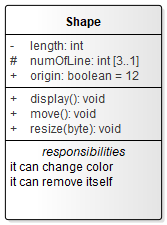 Shape
- length: int
# numOfLine: int [3..1]
+ origin: boolean = 12
+ display(): void
+ move(): void
+ resize(byte): void
responsibilities
it can change color
it can remove itself